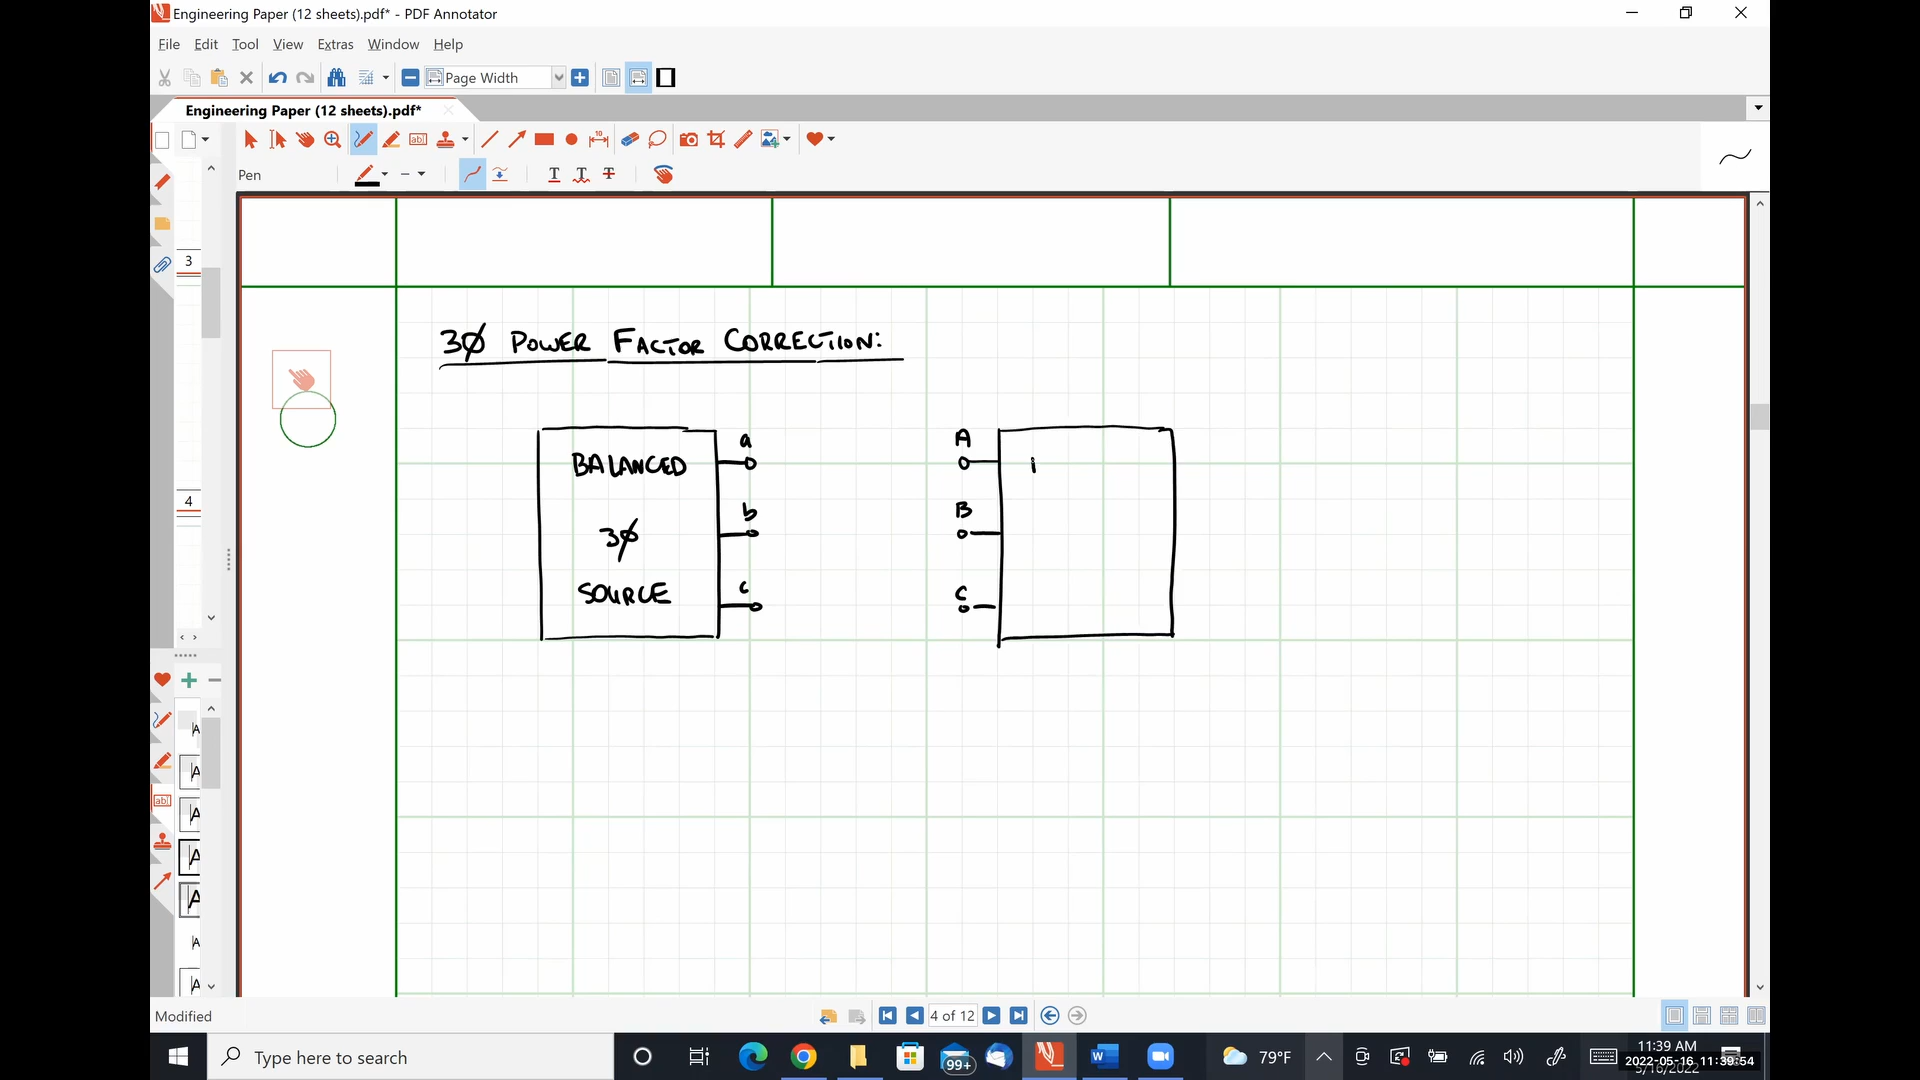 Engineering Paper (12 sheets).pdf* - PDF Annotator
File Edit Tool View Extras Window Help
Page Width
Engineering Paper (12 sheets).pdf*
Pen
3
4
3Ø POWER FACTOR CORRECTION:
BALANCED
3Ø
SOURCE
a
b
c
A
B
C
Modified
4 of 12
Type here to search
99+
79°F
11:39 AM
2022-05-16 11:39:54